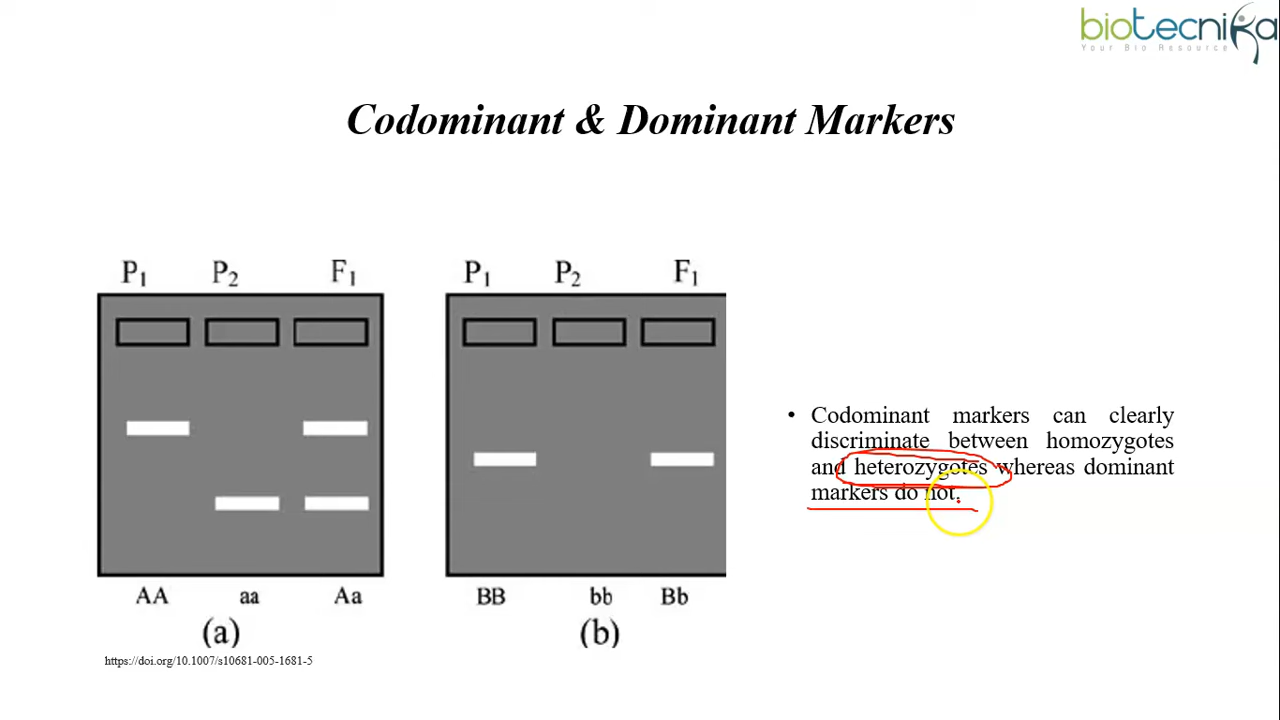 biotecnika
Your Bio Resource
Codominant & Dominant Markers
P1 P2 F1
P1 P2 F1
AA aa Aa
BB bb Bb
(a)
(b)
https://doi.org/10.1007/s10681-005-1681-5
• Codominant markers can clearly
discriminate between homozygotes
and heterozygotes whereas dominant
markers do not.